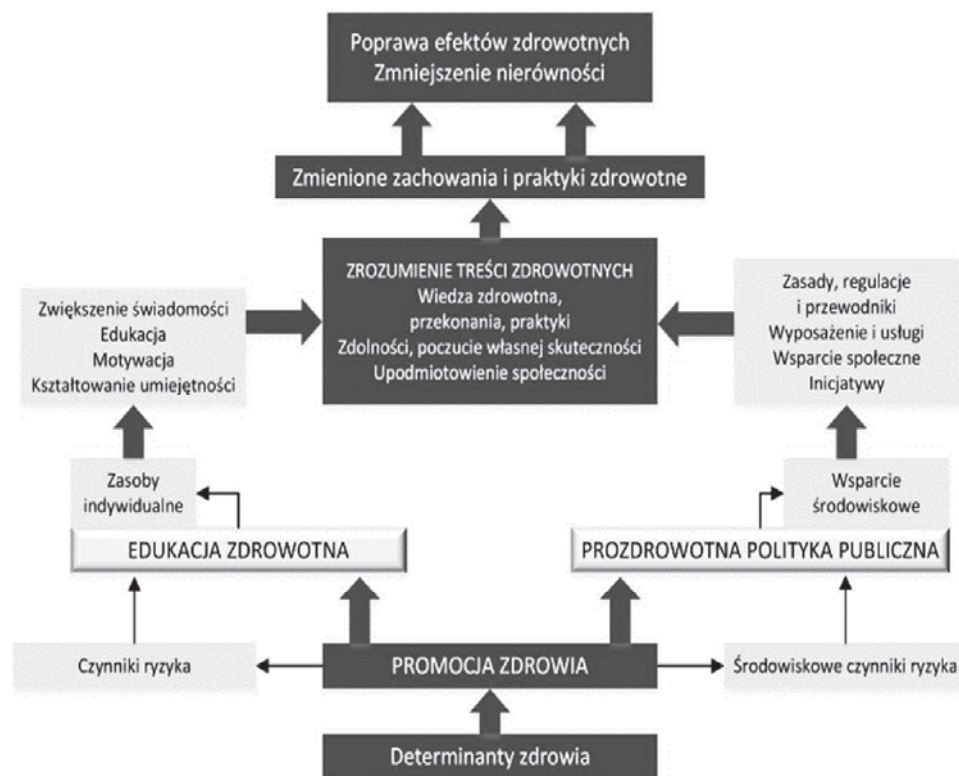 Poprawa efektów zdrowotnych
Zmniejszenie nierówności
Zmienione zachowania i praktyki zdrowotne
ZROZUMIENIE TREŚCI ZDROWOTNYCH
Wiedza zdrowotna,
przekonania, praktyki
Zdolności, poczucie własnej skuteczności
Upodmiotowienie społeczności
Zwiększenie świadomości
Edukacja
Motywacja
Kształtowanie umiejętności
Zasady, regulacje
i przewodniki
Wyposażenie i usługi
Wsparcie społeczne
Inicjatywy
Zasoby
indywidualne
Wsparcie
środowiskowe
EDUKACJA ZDROWOTNA
PROZDROWOTNA POLITYKA PUBLICZNA
Czynniki ryzyka
PROMOCJA ZDROWIA
Środowiskowe czynniki ryzyka
Determinanty zdrowia